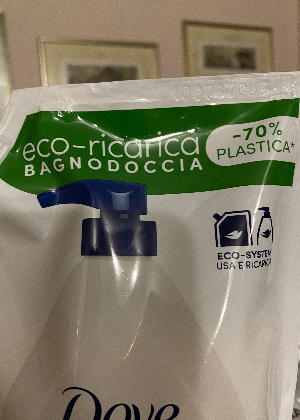 eco-ricarica
BAGNODOCCIA
-70%
PLASTICA*
ECO-SYSTEM
USA E RICARICA
Dove